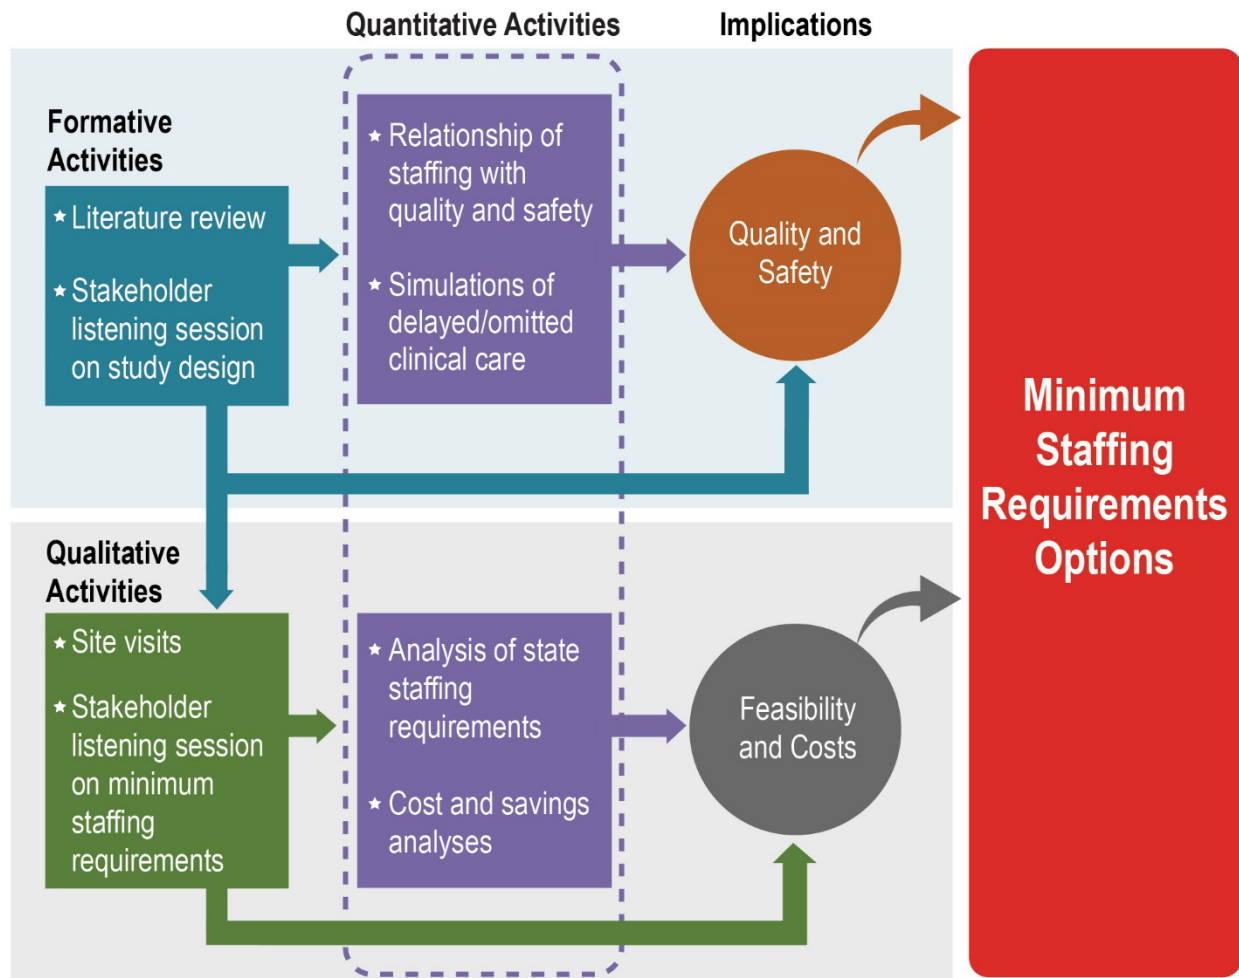 Quantitative Activities
Implications
Formative
Activities
Literature review
Stakeholder
listening session
on study design
Relationship of
staffing with
quality and safety
Simulations of
delayed/omitted
clinical care
Quality and
Safety
Qualitative
Activities
Site visits
Stakeholder
listening session
on minimum
staffing
requirements
Analysis of state
staffing
requirements
Cost and savings
analyses
Feasibility
and Costs
Minimum
Staffing
Requirements
Options